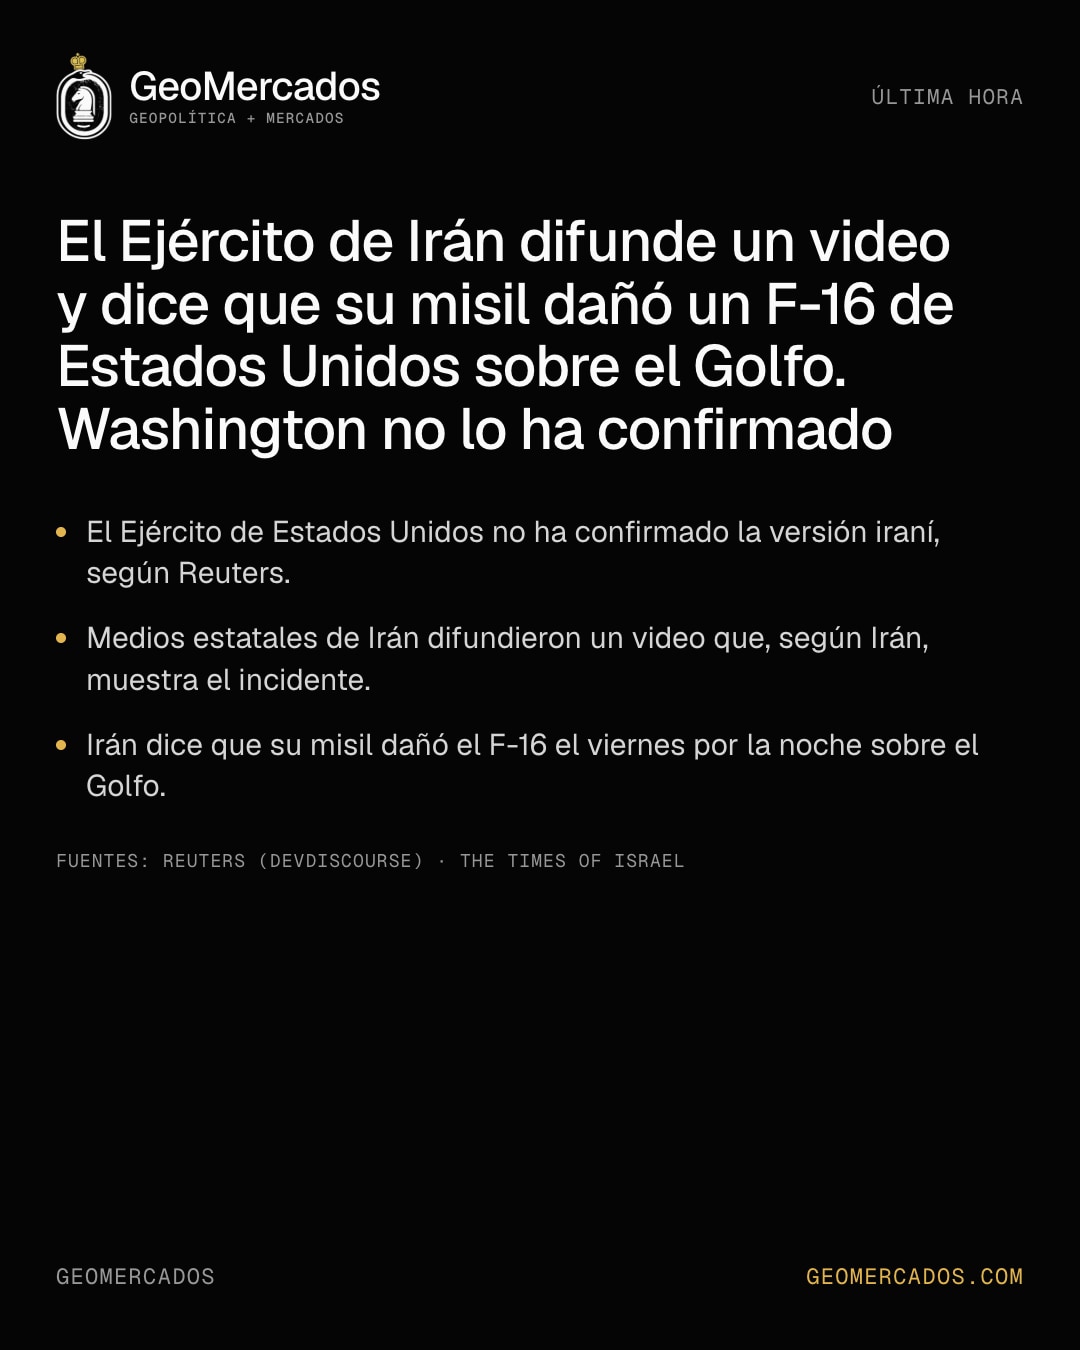 GeoMercados
GEOPOLÍTICA + MERCADOS
ÚLTIMA HORA
El Ejército de Irán difunde un video
y dice que su misil dañó un F-16 de
Estados Unidos sobre el Golfo.
Washington no lo ha confirmado
• El Ejército de Estados Unidos no ha confirmado la versión iraní,
según Reuters.
• Medios estatales de Irán difundieron un video que, según Irán,
muestra el incidente.
• Irán dice que su misil dañó el F-16 el viernes por la noche sobre el
Golfo.
FUENTES: REUTERS (DEVDISCOURSE) · THE TIMES OF ISRAEL
GEOMERCADOS
GEOMERCADOS.COM